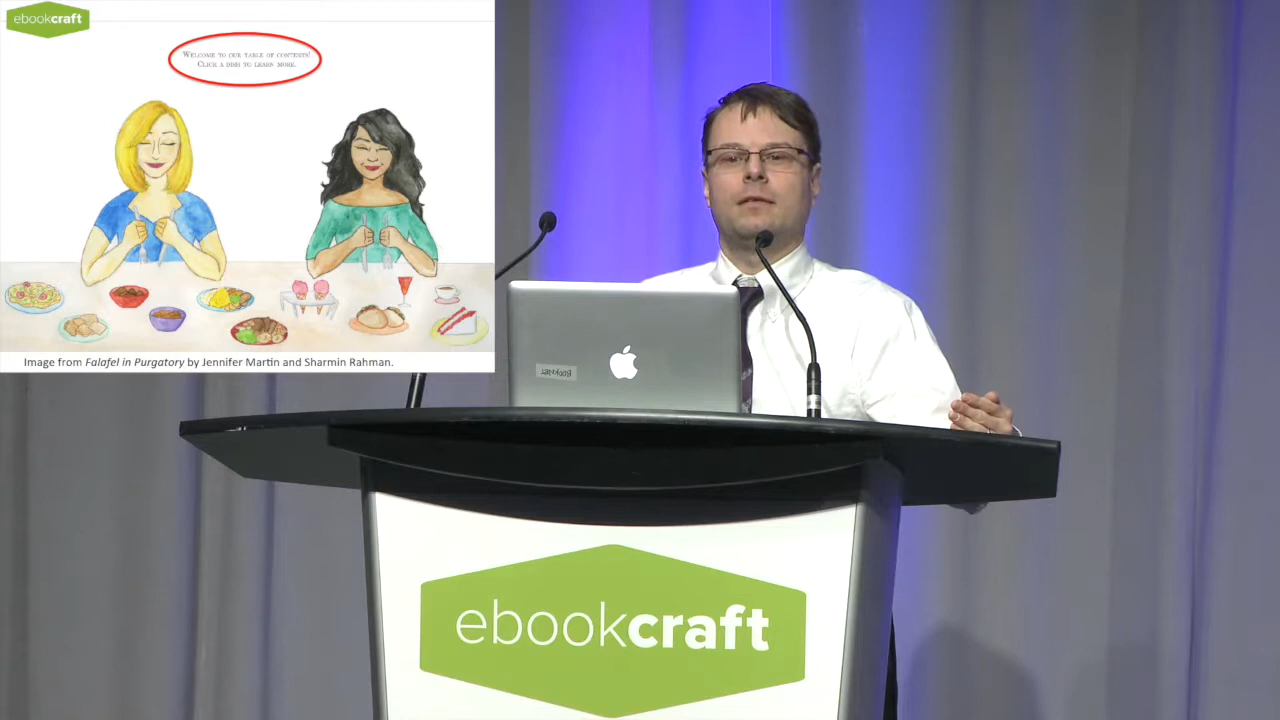 ebookcraft
WELCOME TO OUR TABLE OF CONTENTS!
CLICK A DISH TO LEARN MORE.
Image from Falafel in Purgatory by Jennifer Martin and Sharmin Rahman.
BOOKNET
ebookcraft